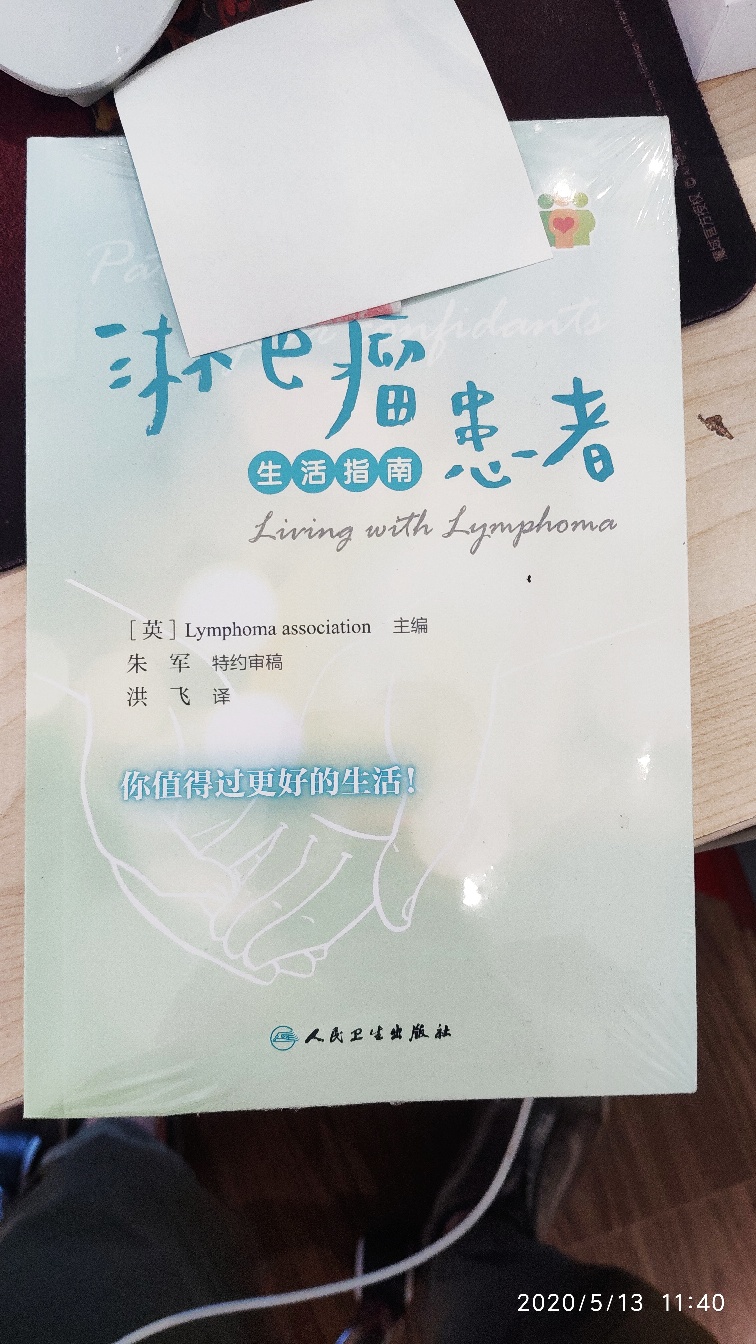 confidants
淋巴瘤
患者
生活指南
Living with Lymphoma
[英] Lymphoma association 主编
朱 军 特约审稿
洪 飞 译
你值得过更好的生活!
人民卫生出版社
2020/5/13 11:40